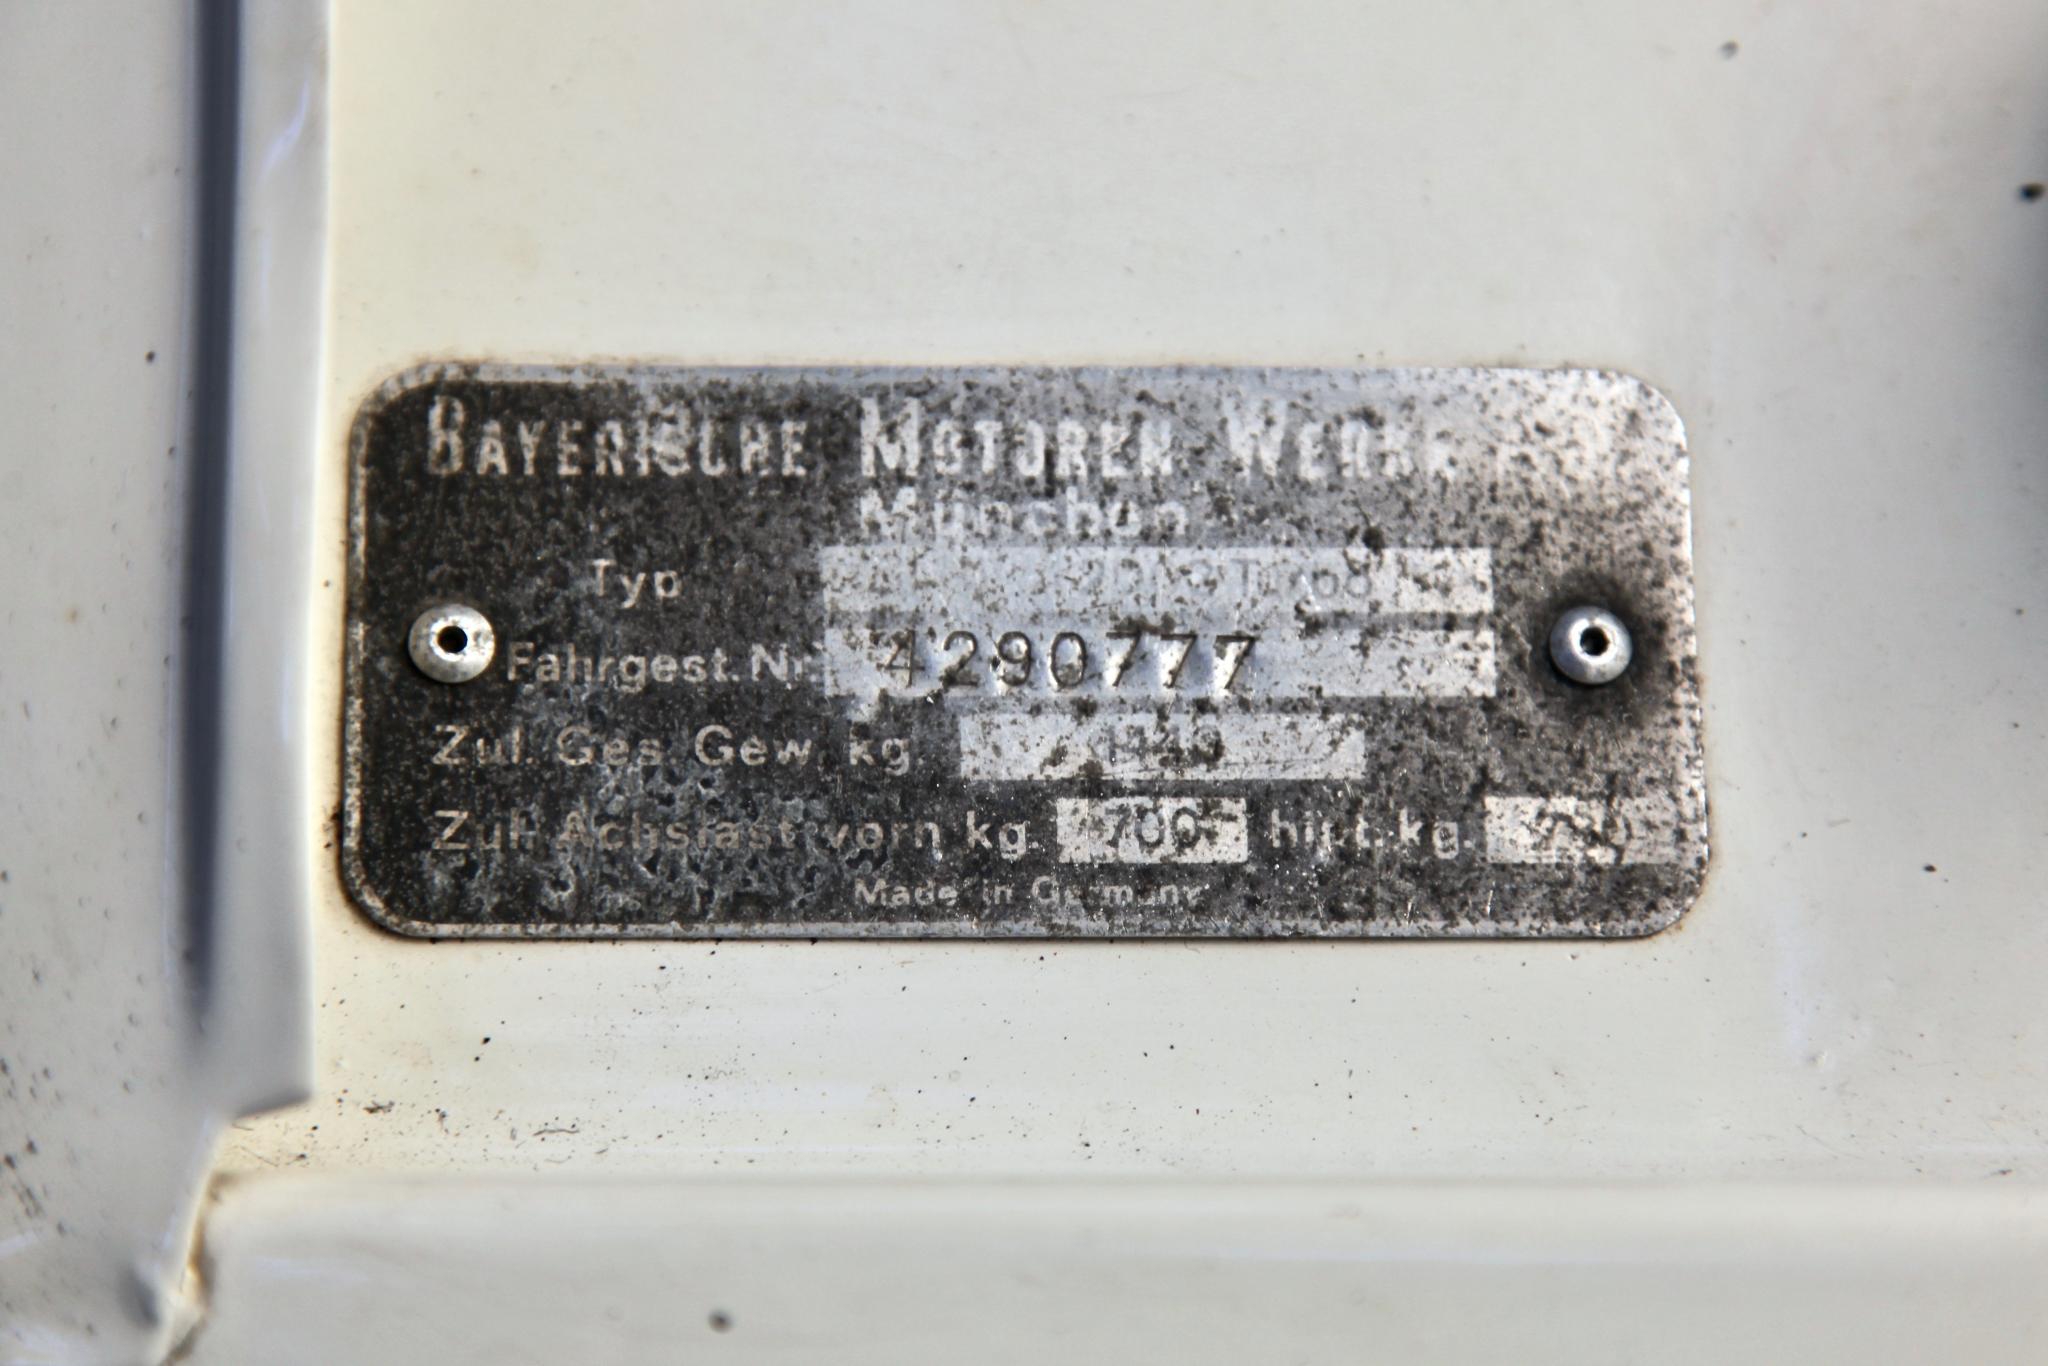 BAYERISCHE MOTOREN WERKE
München
Typ
Fahrgest. Nr 4290777
Zul. Ges. Gew. kg.
Zul. Achslast vorn kg. 780 hint. kg.
Made in Germany